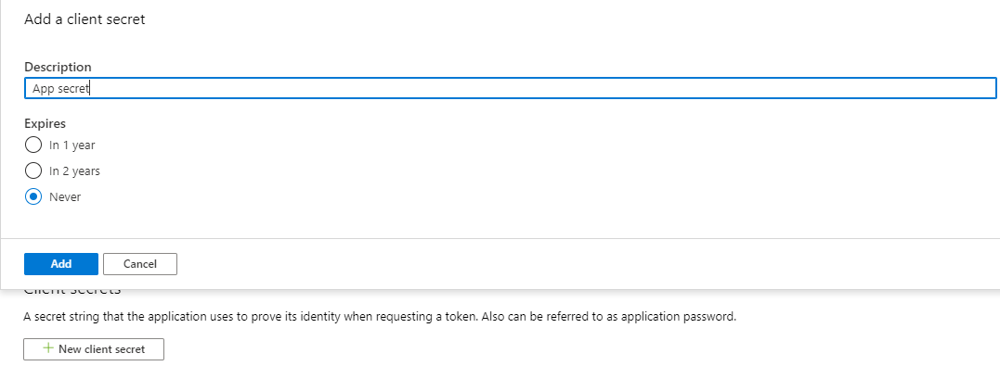 Add a client secret
Description
App secret
Expires
In 1 year
In 2 years
Never
Add Cancel
Client secrets
A secret string that the application uses to prove its identity when requesting a token. Also can be referred to as application password.
New client secret